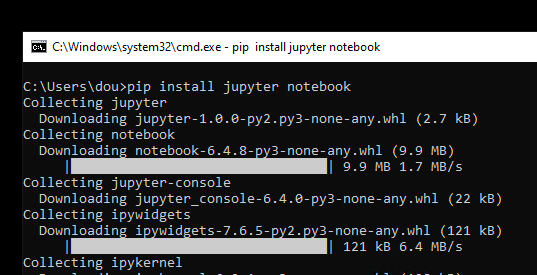 C:\Windows\system32\cmd.exe - pip  install jupyter notebook
C:\Users\dou>pip install jupyter notebook
Collecting jupyter
  Downloading jupyter-1.0.0-py2.py3-none-any.whl (2.7 kB)
Collecting notebook
  Downloading notebook-6.4.8-py3-none-any.whl (9.9 MB)
     |████████████████████████████████| 9.9 MB 1.7 MB/s
Collecting jupyter-console
  Downloading jupyter_console-6.4.0-py3-none-any.whl (22 kB)
Collecting ipywidgets
  Downloading ipywidgets-7.6.5-py2.py3-none-any.whl (121 kB)
     |████████████████████████████████| 121 kB 6.4 MB/s
Collecting ipykernel